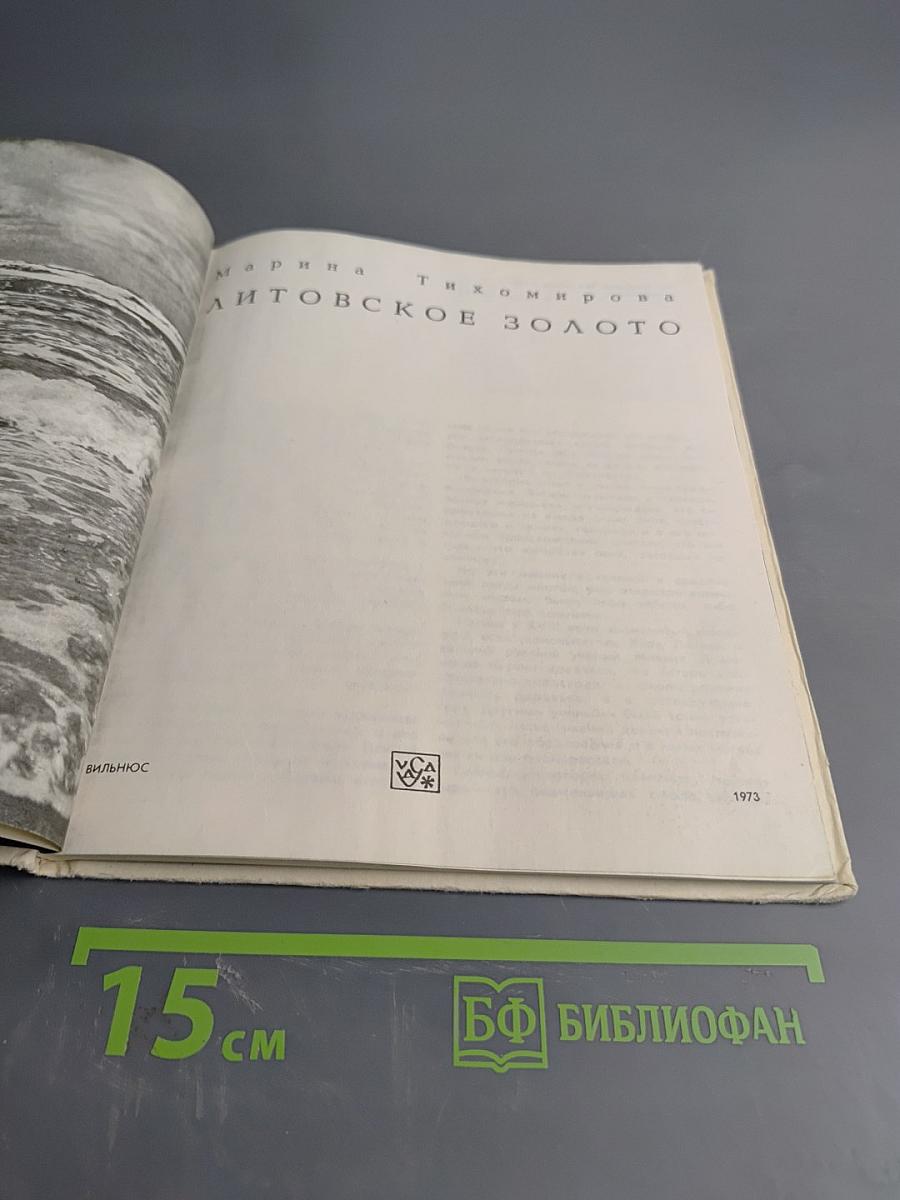 Марина Тихомирова
ЛИТОВСКОЕ ЗОЛОТО
ВИЛЬНЮС
1973
15 см
БФ БИБЛИОФАН